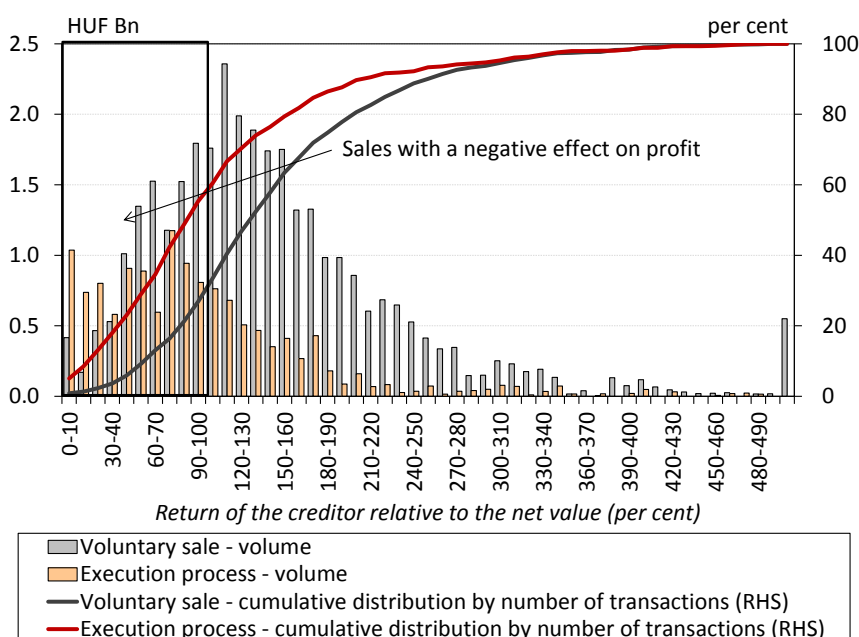 HUF Bn per cent
2.5 100
2.0 80
Sales with a negative effect on profit
1.5 60
1.0 40
0.5 20
0.0 0
0-10 30-40 60-70 90-100 120-130 150-160 180-190 210-220 240-250 270-280 300-310 330-340 360-370 390-400 420-430 450-460 480-490
Return of the creditor relative to the net value (per cent)
Voluntary sale - volume
Execution process - volume
Voluntary sale - cumulative distribution by number of transactions (RHS)
Execution process - cumulative distribution by number of transactions (RHS)